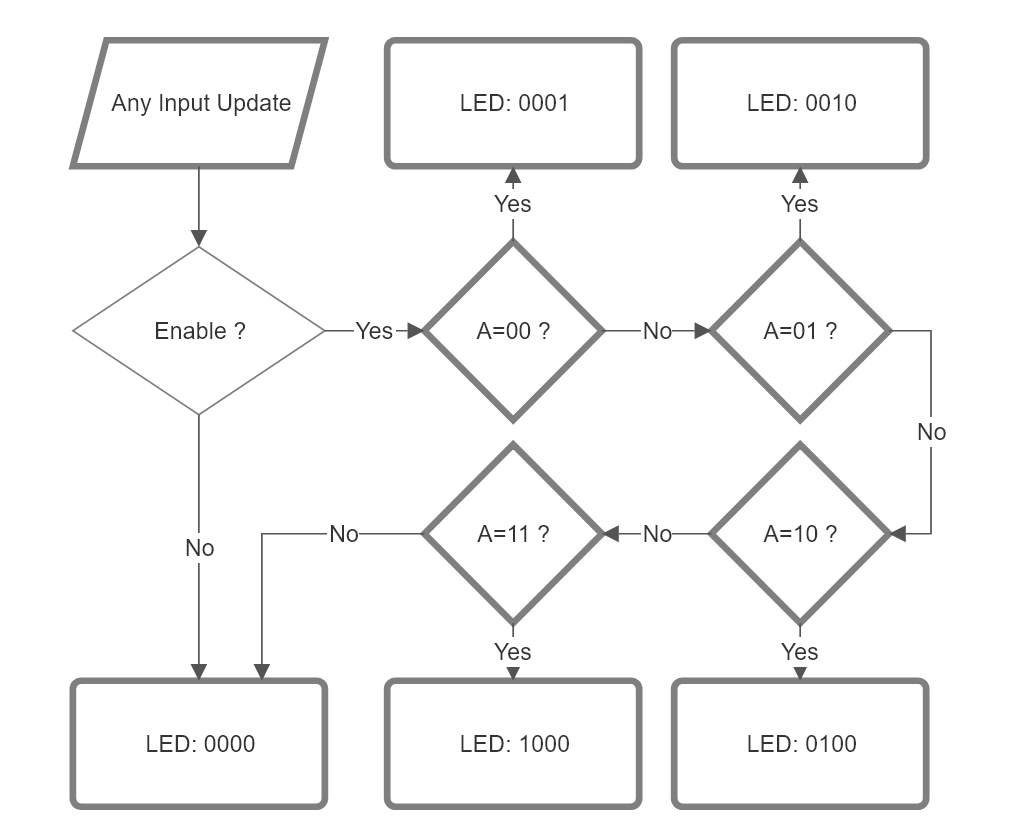 Any Input Update
LED: 0001
LED: 0010
Yes
Yes
Enable ?
Yes
A=00 ?
No
A=01 ?
No
No
No
A=11 ?
No
A=10 ?
Yes
Yes
LED: 0000
LED: 1000
LED: 0100